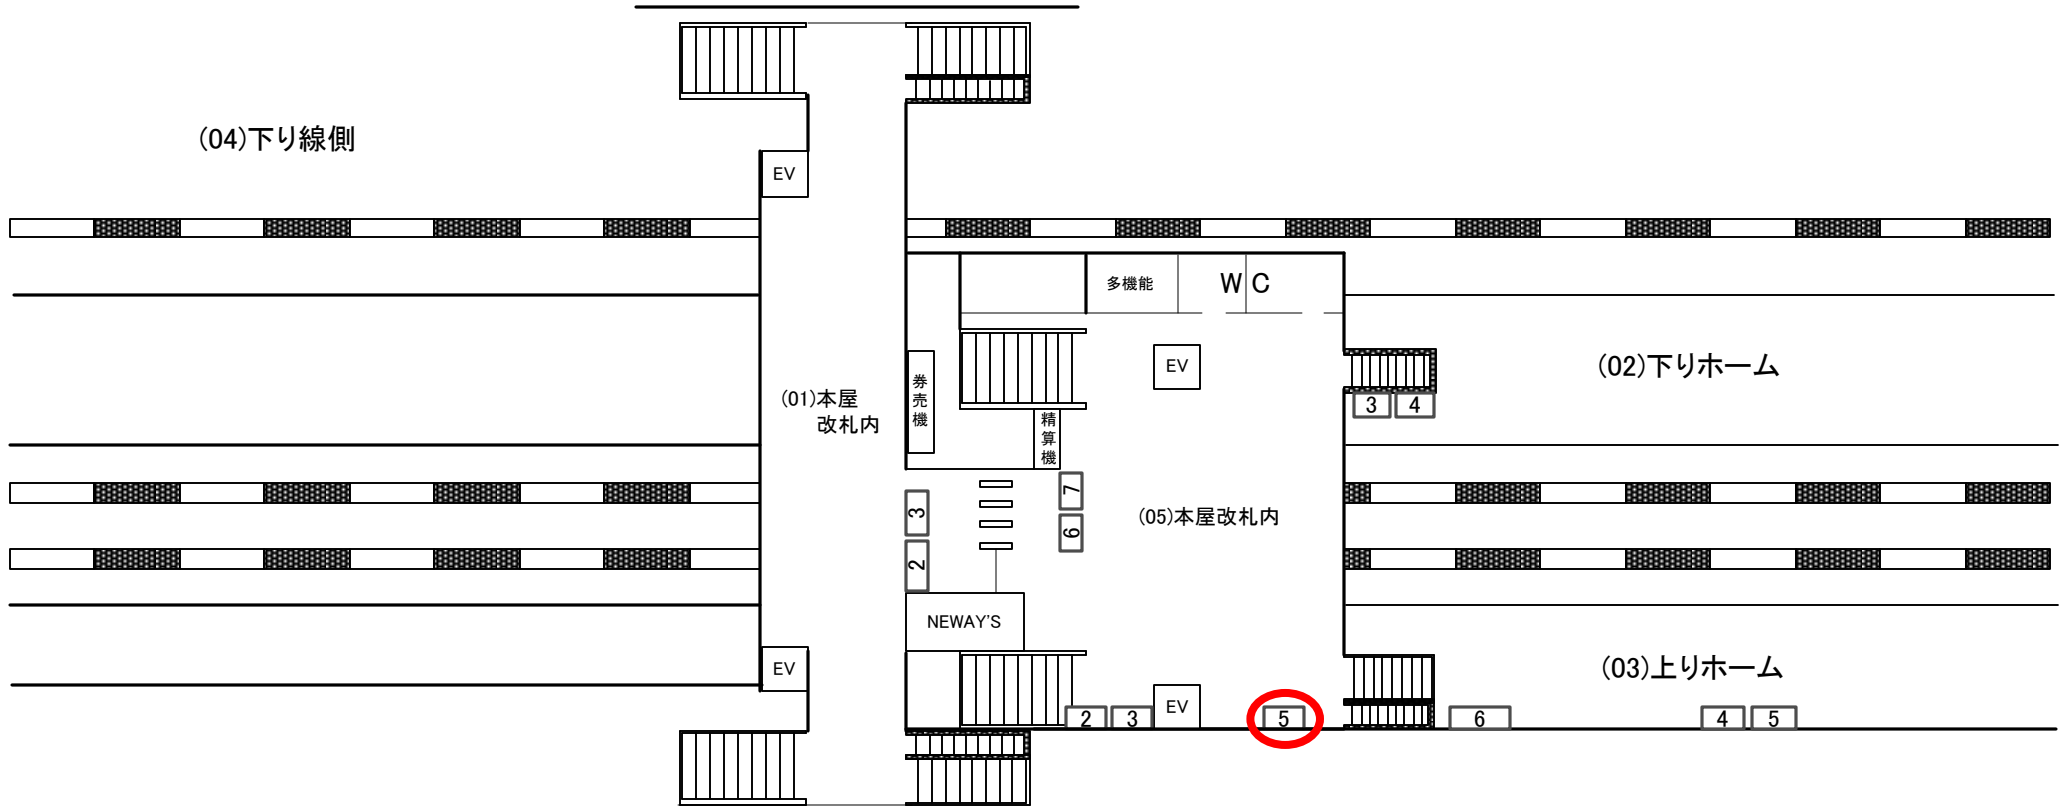 (04)下り線側
EV
多機能
W C
EV
(02)下りホーム
券売機
(01)本屋
改札内
3
4
精算機
7
3
(05)本屋改札内
6
2
NEWAY'S
EV
(03)上りホーム
EV
2
3
5
6
4
5